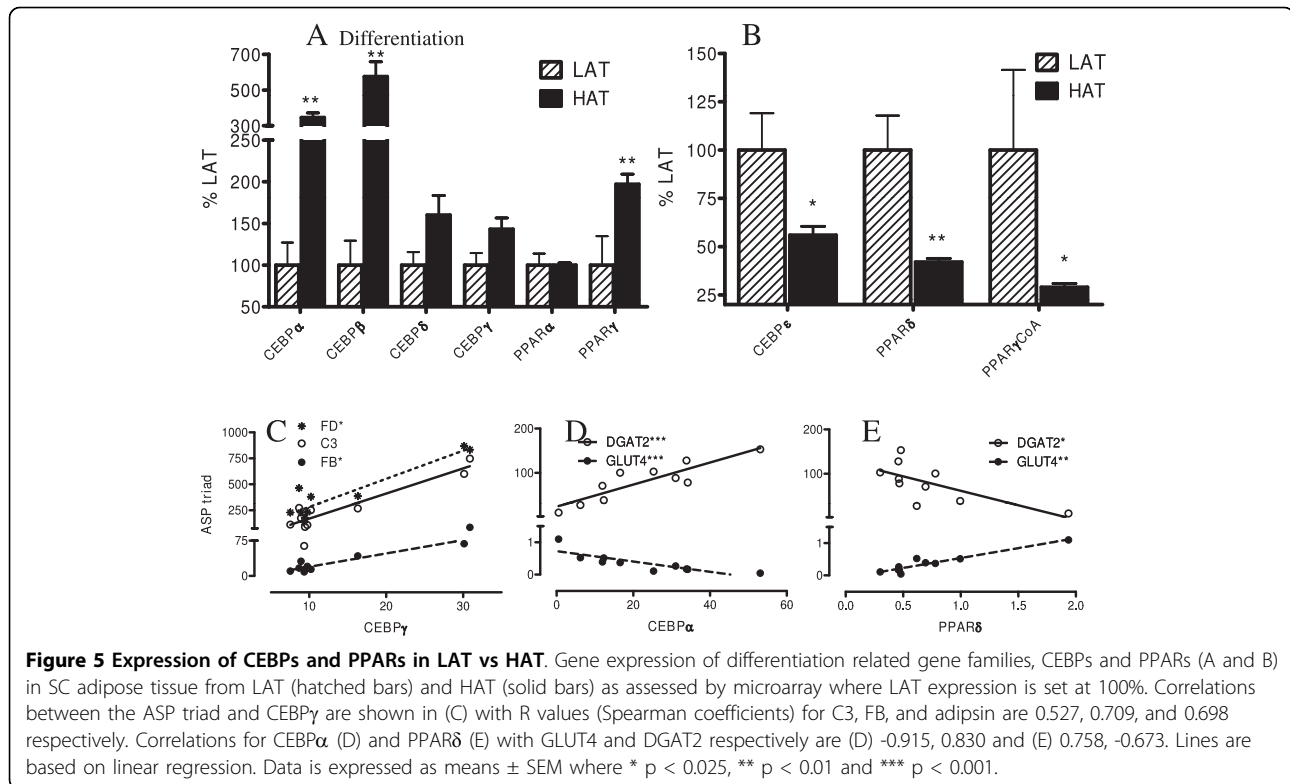 A Differentiation
700
500
300
250
200
150
100
50
% LAT
**
**
**
LAT
HAT
CEBPα
CEBPβ
CEBPδ
CEBPγ
PPARα
PPARγ
B
150
125
100
75
50
25
% LAT
*
**
*
LAT
HAT
CEBPε
PPARδ
PPARγCoA
C
FD*
C3
FB*
1000
750
500
250
75
0
ASP triad
10
20
30
CEBPγ
D
DGAT2***
GLUT4***
200
100
1
0
0
20
40
60
CEBPα
E
DGAT2*
GLUT4**
200
100
1
0
0.0
0.5
1.0
1.5
2.0
PPARδ
Figure 5 Expression of CEBPs and PPARs in LAT vs HAT. Gene expression of differentiation related gene families, CEBPs and PPARs (A and B)
in SC adipose tissue from LAT (hatched bars) and HAT (solid bars) as assessed by microarray where LAT expression is set at 100%. Correlations
between the ASP triad and CEBPγ are shown in (C) with R values (Spearman coefficients) for C3, FB, and adipsin are 0.527, 0.709, and 0.698
respectively. Correlations for CEBPα (D) and PPARδ (E) with GLUT4 and DGAT2 respectively are (D) -0.915, 0.830 and (E) 0.758, -0.673. Lines are
based on linear regression. Data is expressed as means ± SEM where * p < 0.025, ** p < 0.01 and *** p < 0.001.